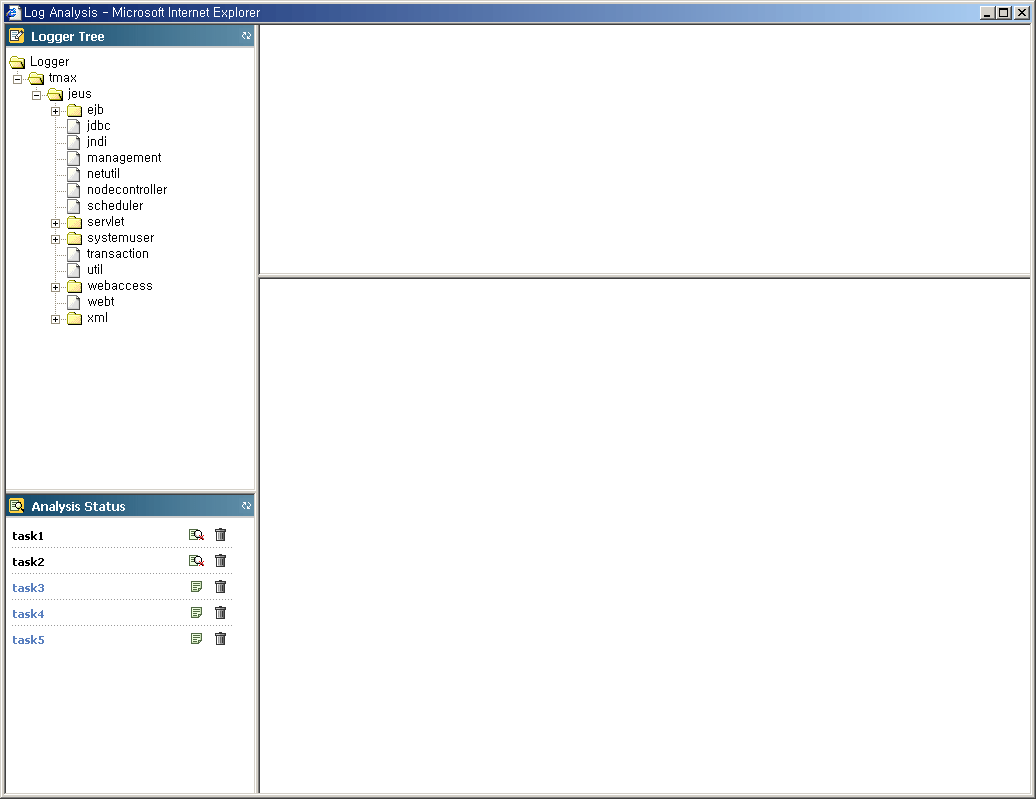 Log Analysis - Microsoft Internet Explorer
Logger Tree
Logger
tmax
jeus
ejb
jdbc
jndi
management
netutil
nodecontroller
scheduler
servlet
systemuser
transaction
util
webaccess
webt
xml
Analysis Status
task1
task2
task3
task4
task5